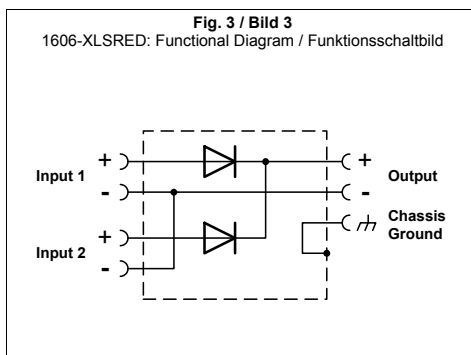 Fig. 3 / Bild 3
1606-XLSRED: Functional Diagram / Funktionsschaltbild
+
Input 1
-
+
Input 2
-
+
Output
-
Chassis
Ground